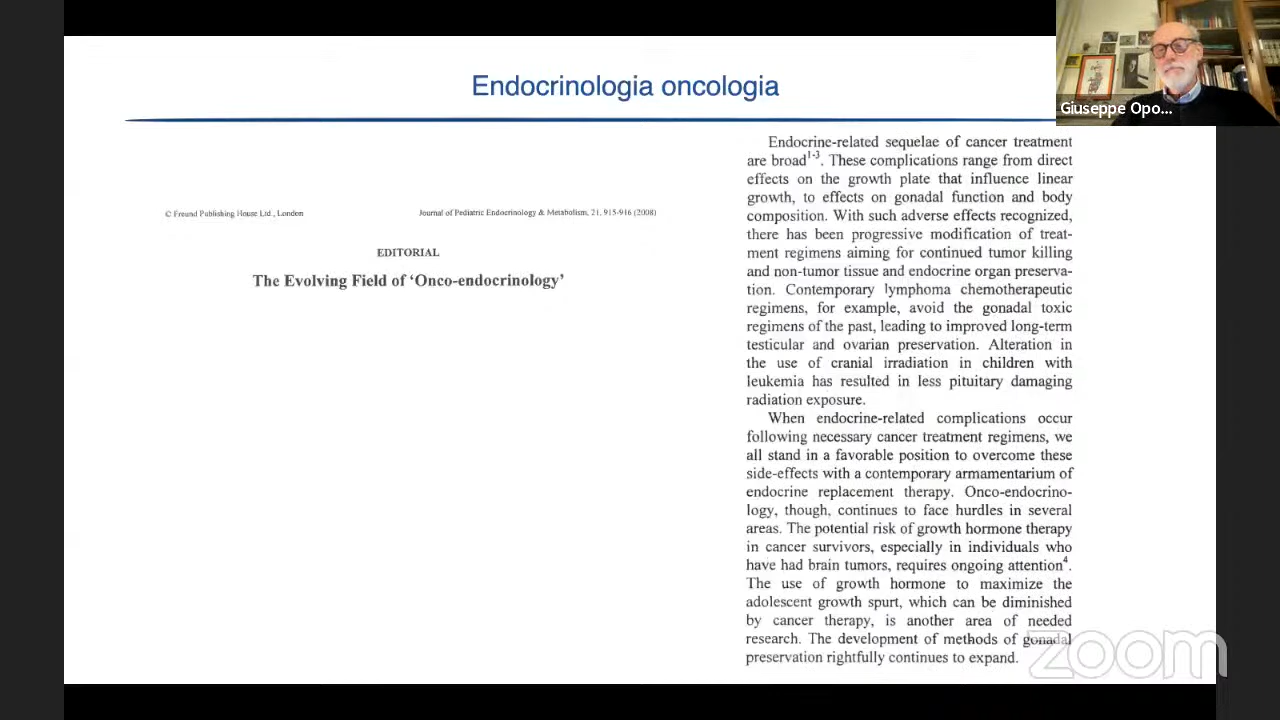 Endocrinologia oncologia
Giuseppe Opo...
© Freund Publishing House Ltd., London
Journal of Pediatric Endocrinology & Metabolism, 21, 915-916 (2008)
EDITORIAL
The Evolving Field of ‘Onco-endocrinology’
Endocrine-related sequelae of cancer treatment
are broad1-3. These complications range from direct
effects on the growth plate that influence linear
growth, to effects on gonadal function and body
composition. With such adverse effects recognized,
there has been progressive modification of treat-
ment regimens aiming for continued tumor killing
and non-tumor tissue and endocrine organ preserva-
tion. Contemporary lymphoma chemotherapeutic
regimens, for example, avoid the gonadal toxic
regimens of the past, leading to improved long-term
testicular and ovarian preservation. Alteration in
the use of cranial irradiation in children with
leukemia has resulted in less pituitary damaging
radiation exposure.
When endocrine-related complications occur
following necessary cancer treatment regimens, we
all stand in a favorable position to overcome these
side-effects with a contemporary armamentarium of
endocrine replacement therapy. Onco-endocrino-
logy, though, continues to face hurdles in several
areas. The potential risk of growth hormone therapy
in cancer survivors, especially in individuals who
have had brain tumors, requires ongoing attention4.
The use of growth hormone to maximize the
adolescent growth spurt, which can be diminished
by cancer therapy, is another area of needed
research. The development of methods of gonadal
preservation rightfully continues to expand.
zoom